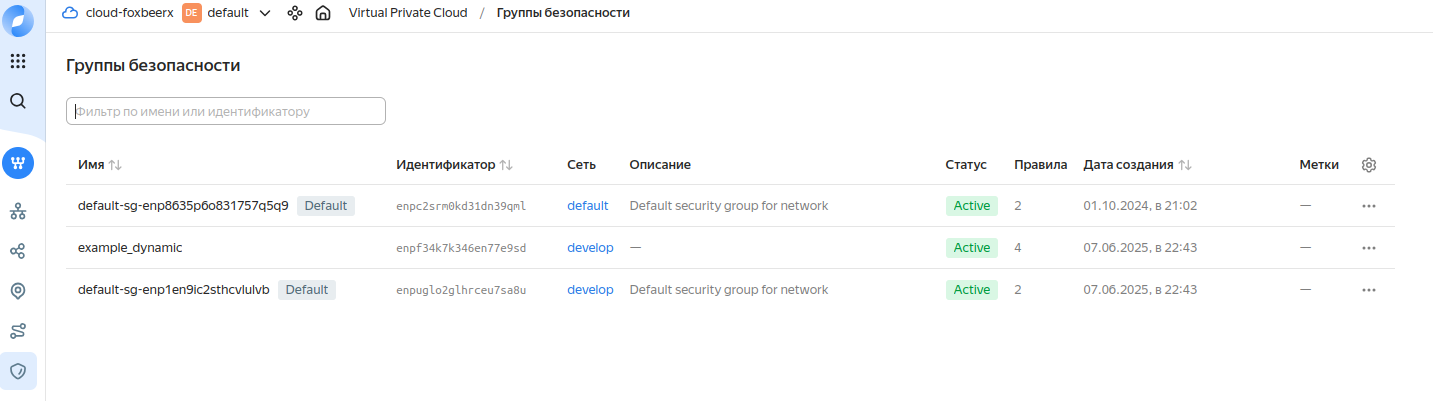 cloud-foxbeerx DE default Virtual Private Cloud / Группы безопасности
Группы безопасности
Фильтр по имени или идентификатору
Имя Идентификатор Сеть Описание Статус Правила Дата создания Метки
default-sg-enp8635p6o831757q5q9 Default enpc2srm0kd31dn39qml default Default security group for network Active 2 01.10.2024, в 21:02 —
example_dynamic enpf34k7k346en77e9sd develop — Active 4 07.06.2025, в 22:43 —
default-sg-enp1en9ic2sthcvlulvb Default enpuglo2glhrceu7sa8u develop Default security group for network Active 2 07.06.2025, в 22:43 —